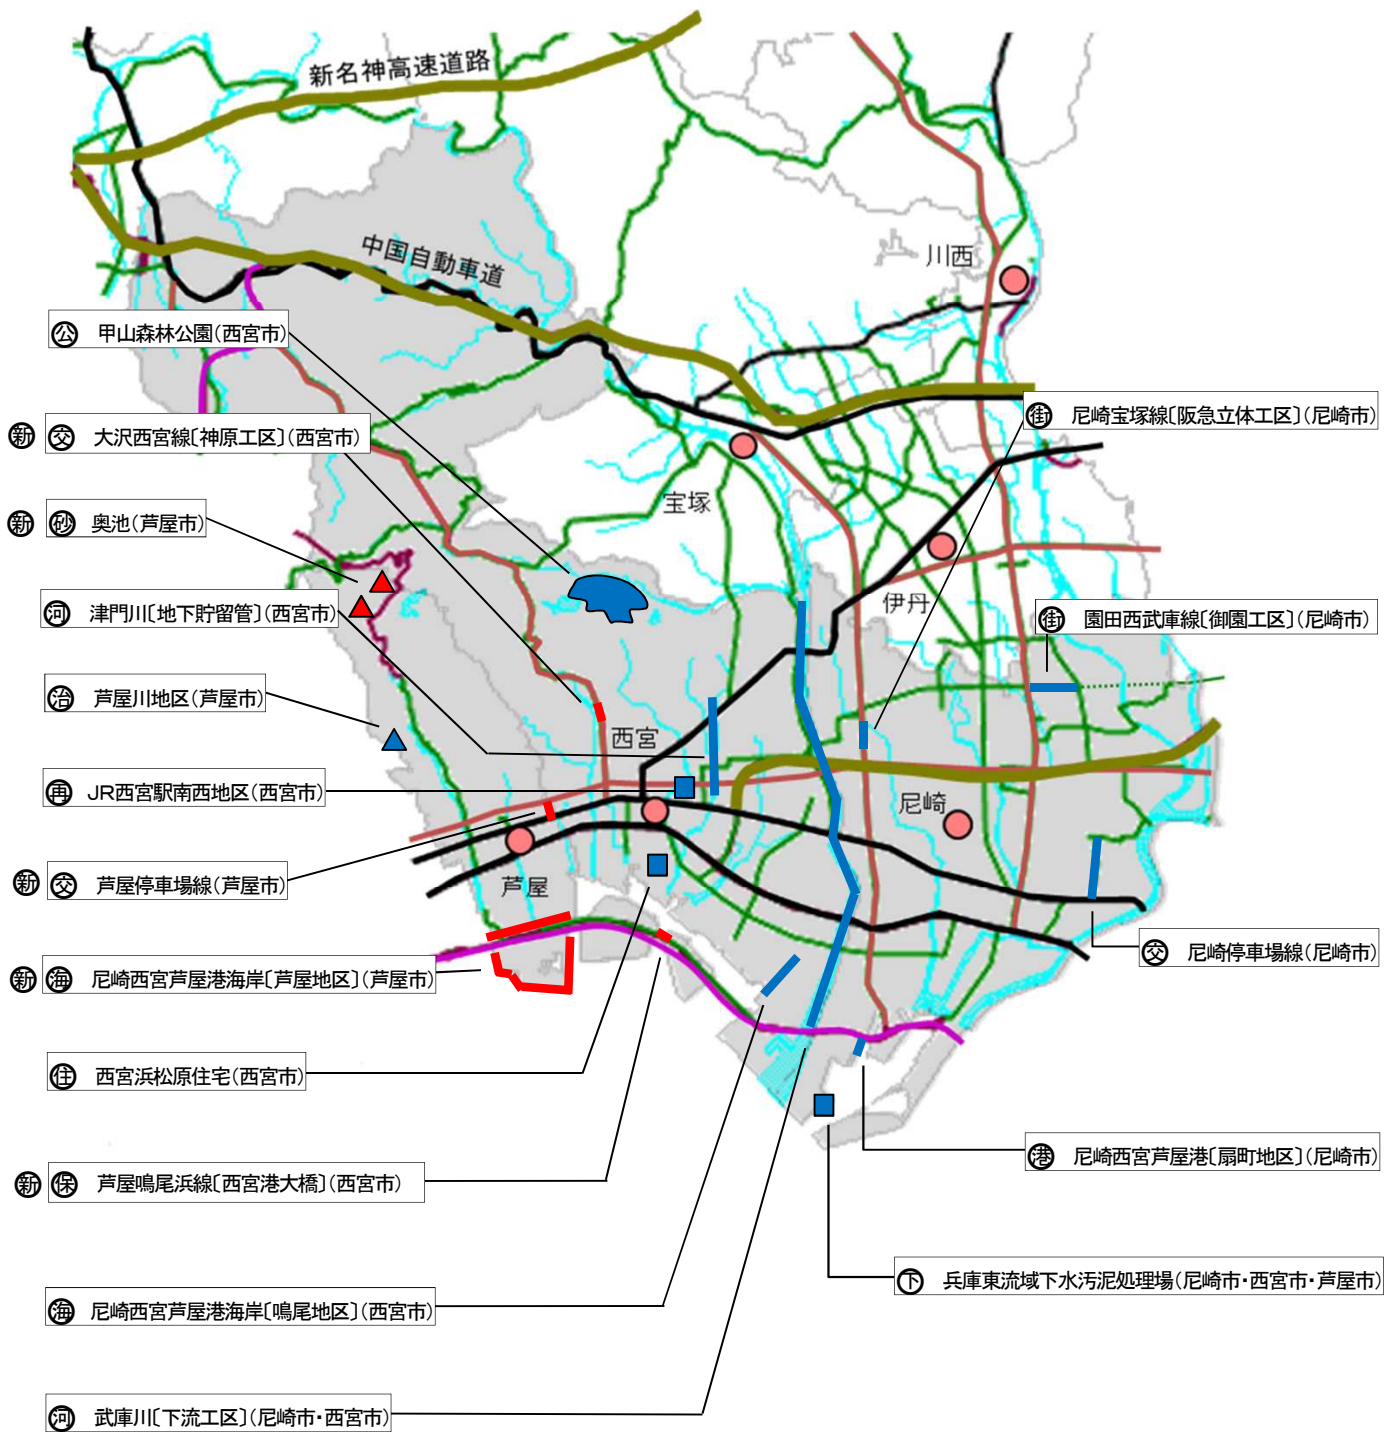 新名神高速道路
中国自動車道
川西
公 甲山森林公園(西宮市)
新 交 大沢西宮線〔神原工区〕(西宮市)
街 尼崎宝塚線〔阪急立体工区〕(尼崎市)
宝塚
新 砂 奥池(芦屋市)
伊丹
河 津門川〔地下貯留管〕(西宮市)
街 園田西武庫線〔御園工区〕(尼崎市)
治 芦屋川地区(芦屋市)
西宮
再 JR西宮駅南西地区(西宮市)
尼崎
新 交 芦屋停車場線(芦屋市)
芦屋
交 尼崎停車場線(尼崎市)
新 海 尼崎西宮芦屋港海岸〔芦屋地区〕(芦屋市)
住 西宮浜松原住宅(西宮市)
港 尼崎西宮芦屋港〔扇町地区〕(尼崎市)
新 保 芦屋鳴尾浜線〔西宮港大橋〕(西宮市)
下 兵庫東流域下水汚泥処理場(尼崎市・西宮市・芦屋市)
海 尼崎西宮芦屋港海岸〔鳴尾地区〕(西宮市)
河 武庫川〔下流工区〕(尼崎市・西宮市)